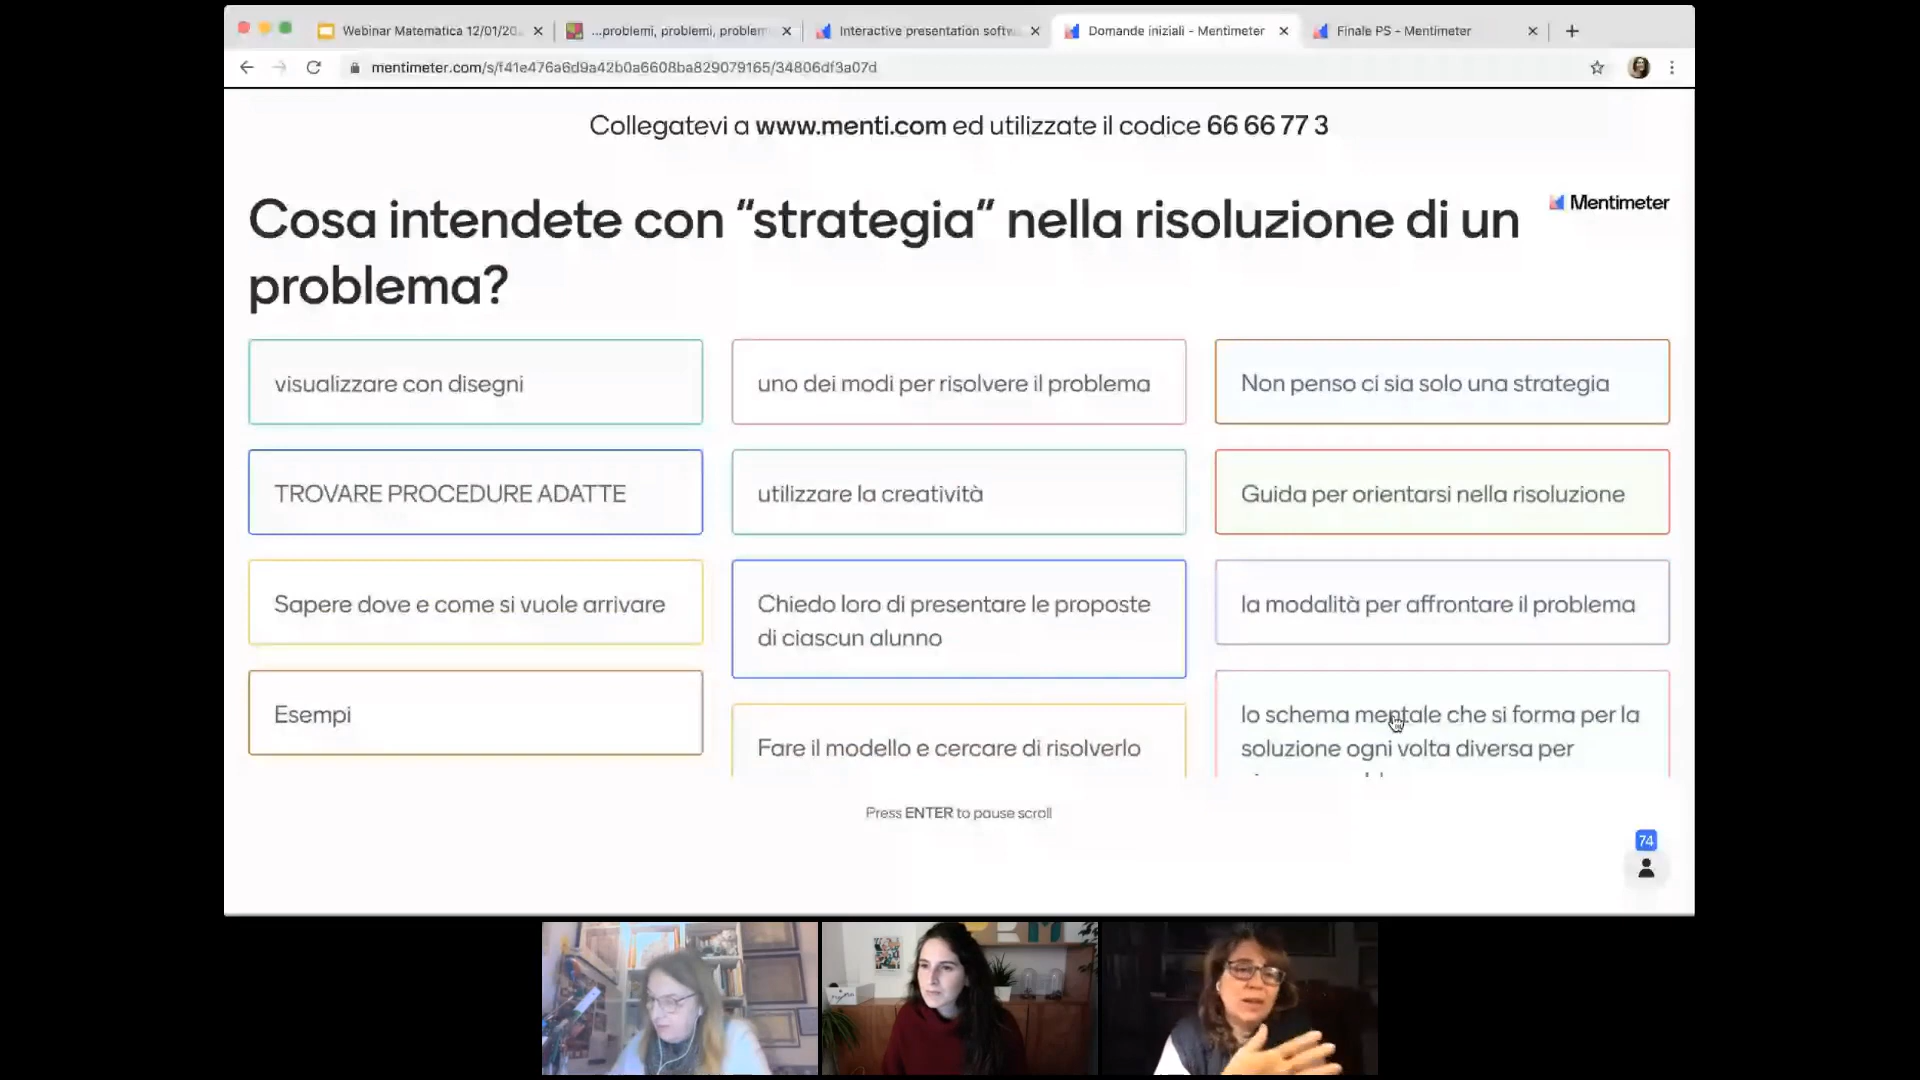 Webinar Matematica 12/01/20
...problemi, problemi, problem
Interactive presentation softw
Domande iniziali - Mentimeter
Finale PS - Mentimeter
mentimeter.com/s/f41e476a6d9a42b0a6608ba829079165/34806df3a07d
Collegatevi a www.menti.com ed utilizzate il codice 66 66 77 3
Cosa intendete con “strategia” nella risoluzione di un
problema?
Mentimeter
visualizzare con disegni
uno dei modi per risolvere il problema
Non penso ci sia solo una strategia
TROVARE PROCEDURE ADATTE
utilizzare la creatività
Guida per orientarsi nella risoluzione
Sapere dove e come si vuole arrivare
Chiedo loro di presentare le proposte
di ciascun alunno
la modalità per affrontare il problema
Esempi
Fare il modello e cercare di risolverlo
lo schema mentale che si forma per la
soluzione ogni volta diversa per
Press ENTER to pause scroll
74